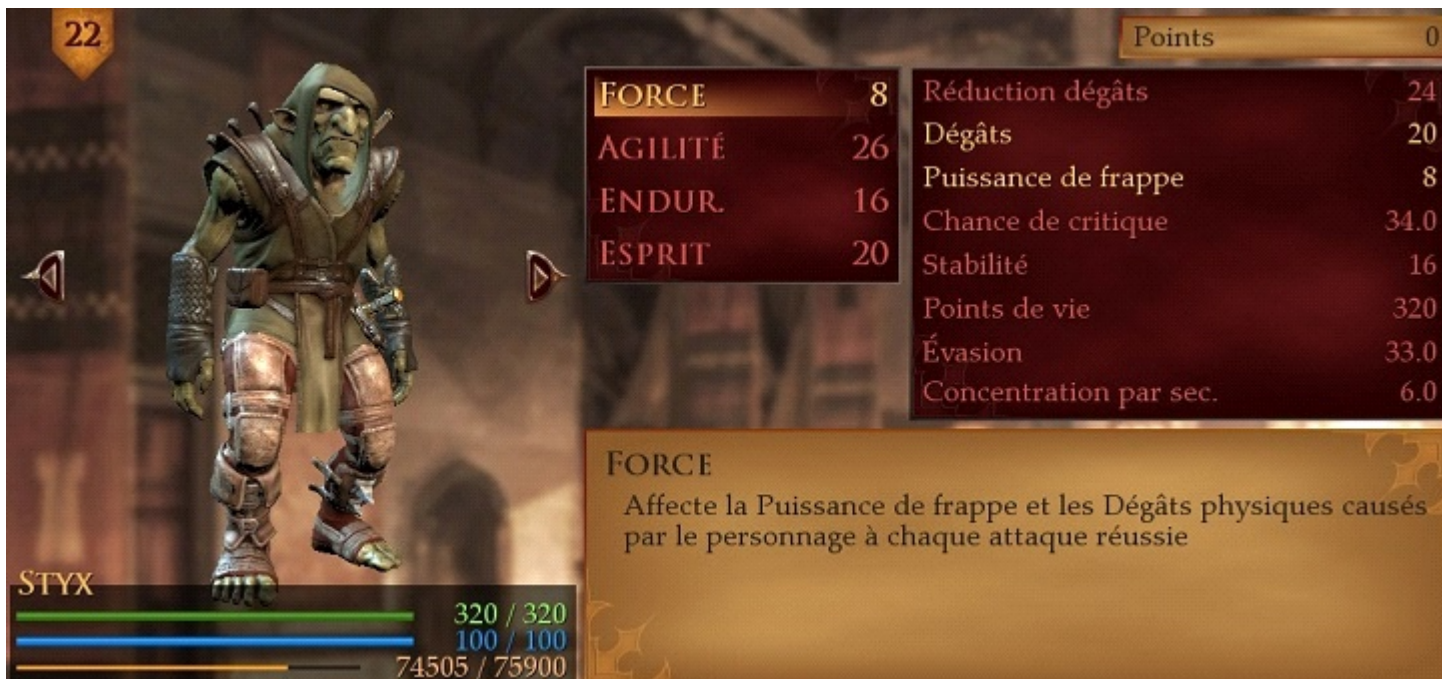 22
Points 0
FORCE 8
AGILITÉ 26
ENDUR. 16
ESPRIT 20
Réduction dégâts 24
Dégâts 20
Puissance de frappe 8
Chance de critique 34.0
Stabilité 16
Points de vie 320
Évasion 33.0
Concentration par sec. 6.0
FORCE
Affecte la Puissance de frappe et les Dégâts physiques causés
par le personnage à chaque attaque réussie
STYX
320 / 320
100 / 100
74505 / 75900